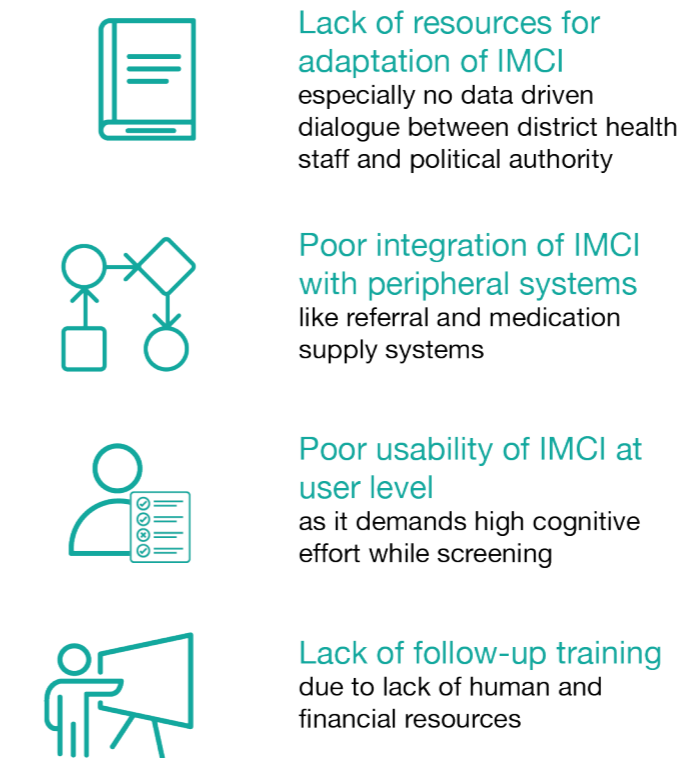 Lack of resources for
adaptation of IMCI
especially no data driven
dialogue between district health
staff and political authority
Poor integration of IMCI
with peripheral systems
like referral and medication
supply systems
Poor usability of IMCI at
user level
as it demands high cognitive
effort while screening
Lack of follow-up training
due to lack of human and
financial resources